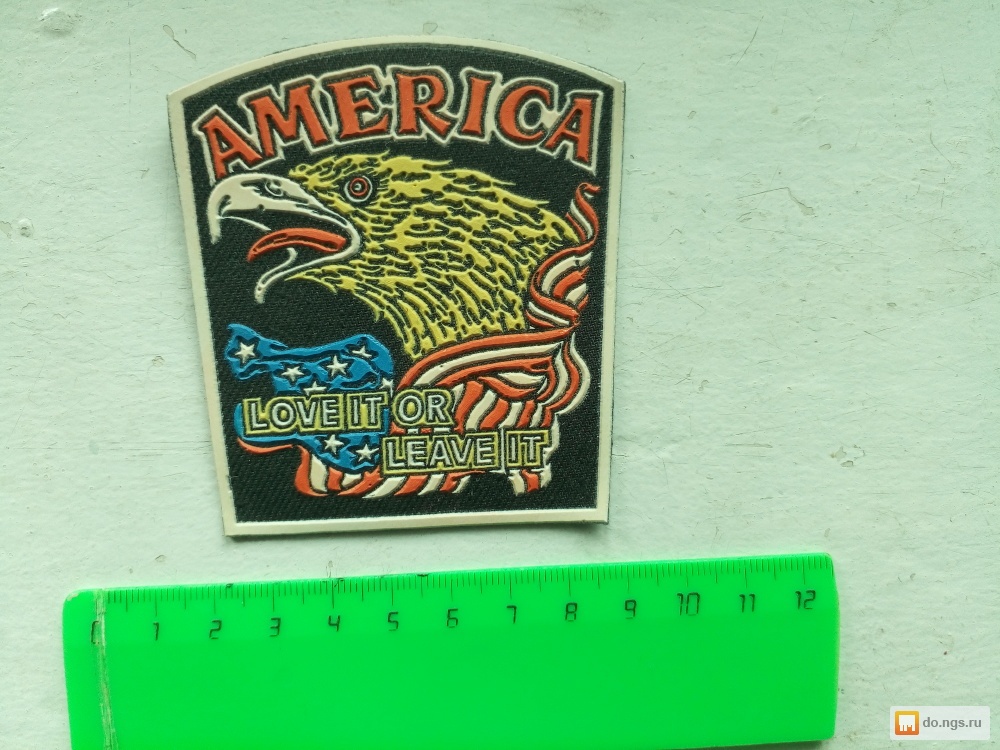 AMERICA
LOVE IT OR
LEAVE IT
0 1 2 3 4 5 6 7 8 9 10 11 12
do.ngs.ru